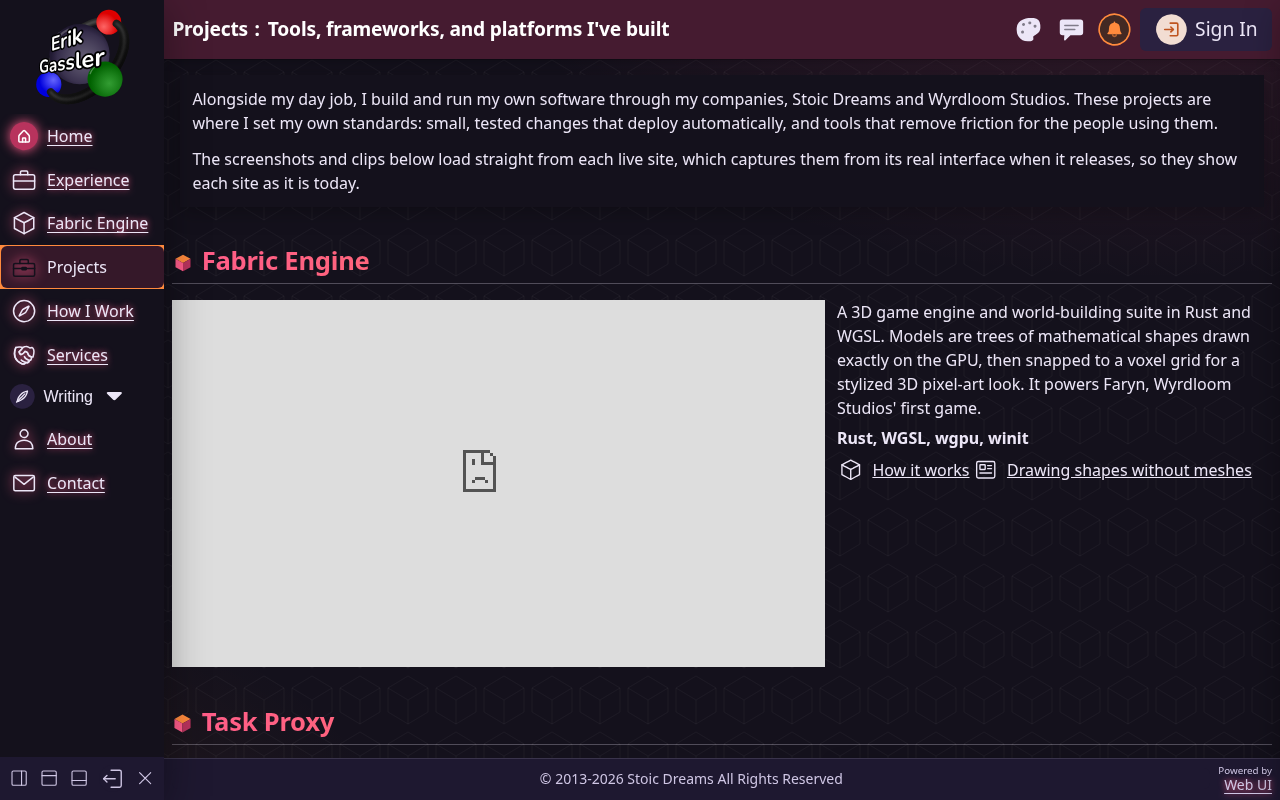 Erik
Gassler
Home
Experience
Fabric Engine
Projects
How I Work
Services
Writing
About
Contact
Projects : Tools, frameworks, and platforms I've built
Sign In
Alongside my day job, I build and run my own software through my companies, Stoic Dreams and Wyrdloom Studios. These projects are
where I set my own standards: small, tested changes that deploy automatically, and tools that remove friction for the people using them.
The screenshots and clips below load straight from each live site, which captures them from its real interface when it releases, so they show
each site as it is today.
Fabric Engine
A 3D game engine and world-building suite in Rust and
WGSL. Models are trees of mathematical shapes drawn
exactly on the GPU, then snapped to a voxel grid for a
stylized 3D pixel-art look. It powers Faryn, Wyrdloom
Studios' first game.
Rust, WGSL, wgpu, winit
How it works
Drawing shapes without meshes
Task Proxy
© 2013-2026 Stoic Dreams All Rights Reserved
Powered by
Web UI